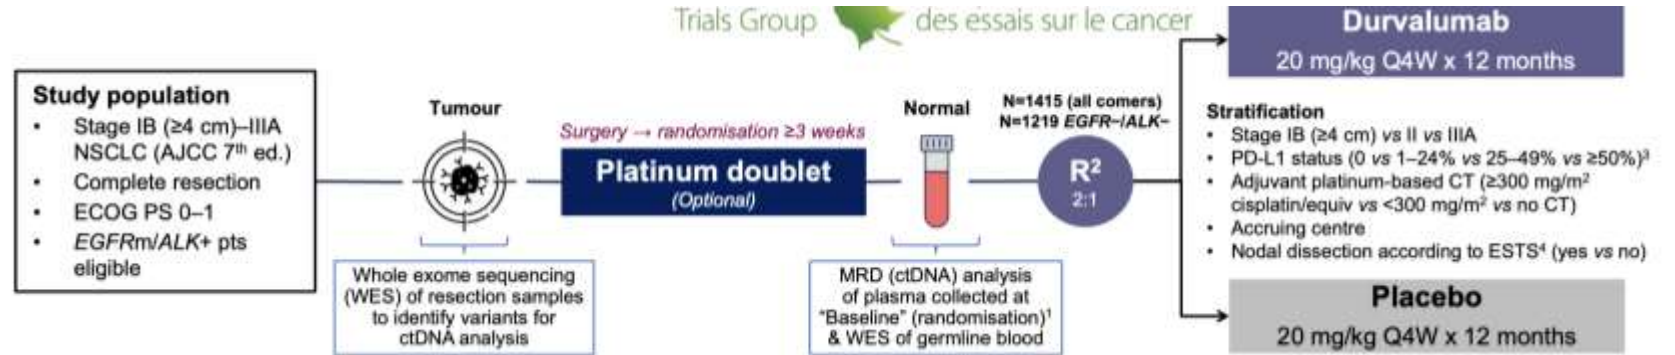 Trials Group des essais sur le cancer
Study population
• Stage IB (≥4 cm)–IIIA
NSCLC (AJCC 7th ed.)
• Complete resection
• ECOG PS 0–1
• EGFRm/ALK+ pts
eligible
Tumour
Whole exome sequencing
(WES) of resection samples
to identify variants for
ctDNA analysis
Surgery → randomisation ≥3 weeks
Platinum doublet
(Optional)
Normal
MRD (ctDNA) analysis
of plasma collected at
“Baseline” (randomisation)¹
& WES of germline blood
N=1415 (all comers)
N=1219 EGFR−/ALK−
R²
2:1
Durvalumab
20 mg/kg Q4W x 12 months
Stratification
• Stage IB (≥4 cm) vs II vs IIIA
• PD-L1 status (0 vs 1–24% vs 25–49% vs ≥50%)³
• Adjuvant platinum-based CT (≥300 mg/m²
cisplatin/equiv vs <300 mg/m² vs no CT)
• Accruing centre
• Nodal dissection according to ESTS⁴ (yes vs no)
Placebo
20 mg/kg Q4W x 12 months